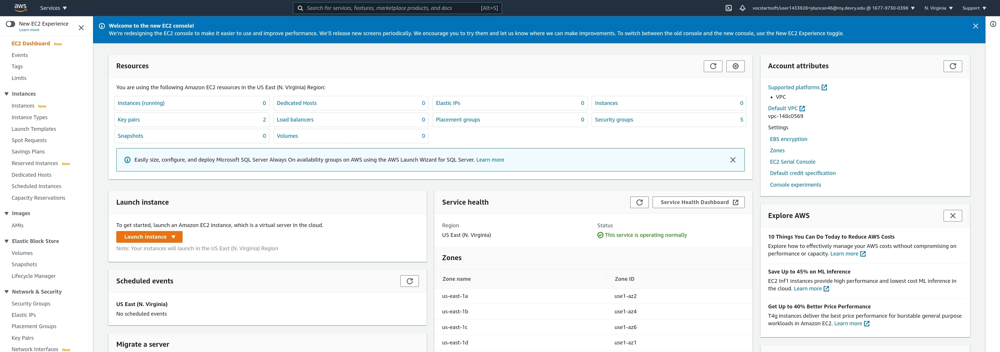 aws
Services
Search for services, features, marketplace products, and docs [Alt+S]
vocstartsoft/user1433928=jduncan46@my.devry.edu @ 1677-9730-0398
N. Virginia
Support
New EC2 Experience
Learn more
EC2 Dashboard New
Events
Tags
Limits
Instances
Instances New
Instance Types
Launch Templates
Spot Requests
Savings Plans
Reserved Instances New
Dedicated Hosts
Scheduled Instances
Capacity Reservations
Images
AMIs
Elastic Block Store
Volumes
Snapshots
Lifecycle Manager
Network & Security
Security Groups
Elastic IPs
Placement Groups
Key Pairs
Network Interfaces New
Welcome to the new EC2 console!
We're redesigning the EC2 console to make it easier to use and improve performance. We'll release new screens periodically. We encourage you to try them and let us know where we can make improvements. To switch between the old console and the new console, use the New EC2 Experience toggle.
Resources
You are using the following Amazon EC2 resources in the US East (N. Virginia) Region:
Instances (running) 0
Dedicated Hosts 0
Elastic IPs 0
Instances 0
Key pairs 2
Load balancers 0
Placement groups 0
Security groups 5
Snapshots 0
Volumes 0
Easily size, configure, and deploy Microsoft SQL Server Always On availability groups on AWS using the AWS Launch Wizard for SQL Server. Learn more
Launch instance
To get started, launch an Amazon EC2 instance, which is a virtual server in the cloud.
Launch instance
Note: Your instances will launch in the US East (N. Virginia) Region
Scheduled events
US East (N. Virginia)
No scheduled events
Migrate a server
Service health
Service Health Dashboard
Region
US East (N. Virginia)
Status
This service is operating normally
Zones
Zone name Zone ID
us-east-1a use1-az2
us-east-1b use1-az4
us-east-1c use1-az6
us-east-1d use1-az1
Account attributes
Supported platforms
• VPC
Default VPC
vpc-148c0569
Settings
EBS encryption
Zones
EC2 Serial Console
Default credit specification
Console experiments
Explore AWS
10 Things You Can Do Today to Reduce AWS Costs
Explore how to effectively manage your AWS costs without compromising on
performance or capacity. Learn more
Save Up to 45% on ML Inference
EC2 Inf1 instances provide high performance and lowest cost ML inference in
the cloud. Learn more
Get Up to 40% Better Price Performance
T4g instances deliver the best price performance for burstable general purpose
workloads in Amazon EC2. Learn more